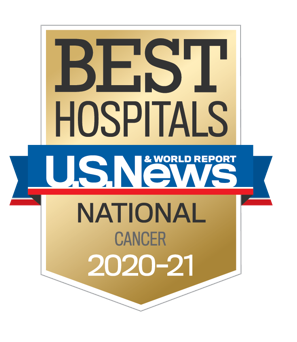 BEST
HOSPITALS
& WORLD REPORT
U.S.News
NATIONAL
CANCER
2020-21